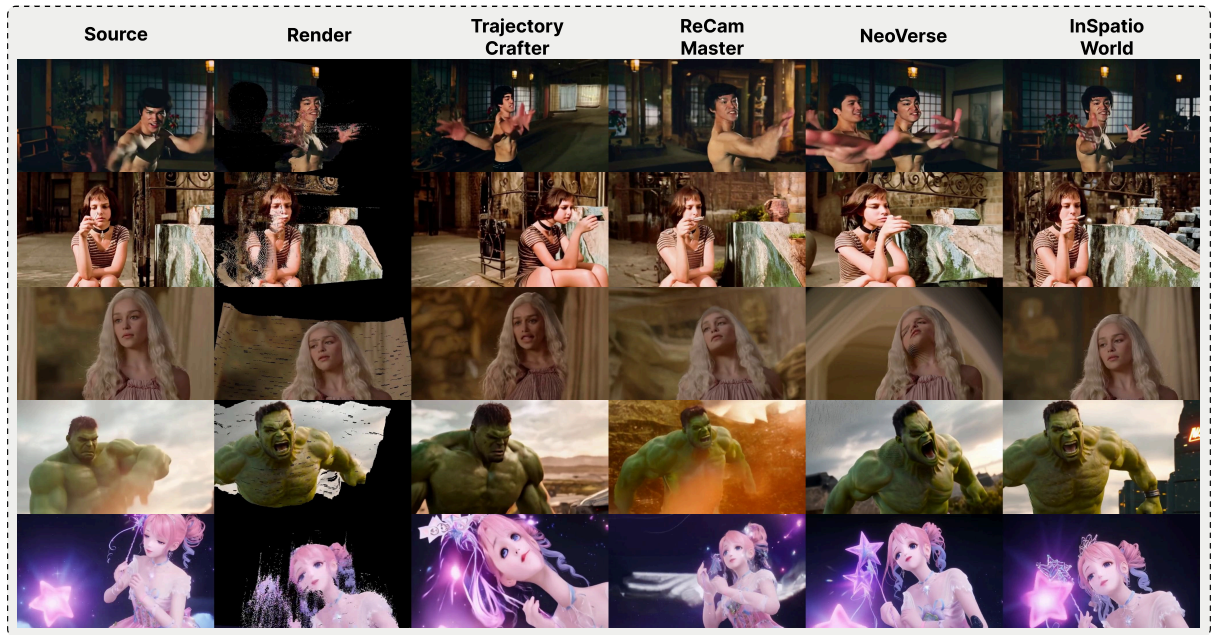 Source
Render
Trajectory
Crafter
ReCam
Master
NeoVerse
InSpatio
World